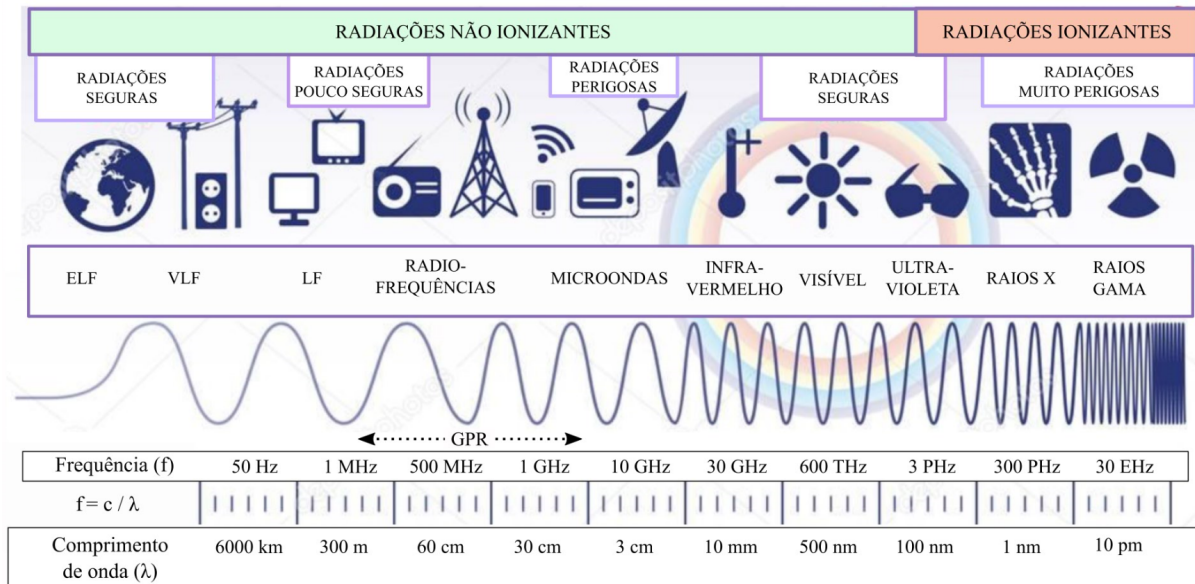 RADIAÇÕES NÃO IONIZANTES
RADIAÇÕES IONIZANTES
RADIAÇÕES
SEGURAS
RADIAÇÕES
POUCO SEGURAS
RADIAÇÕES
PERIGOSAS
RADIAÇÕES
SEGURAS
RADIAÇÕES
MUITO PERIGOSAS
ELF
VLF
LF
RADIO-
FREQUÊNCIAS
MICROONDAS
INFRA-
VERMELHO
VISÍVEL
ULTRA-
VIOLETA
RAIOS X
RAIOS
GAMA
GPR
Frequência (f) 50 Hz 1 MHz 500 MHz 1 GHz 10 GHz 30 GHz 600 THz 3 PHz 300 PHz 30 EHz
f = c / λ
Comprimento
de onda (λ)
6000 km 300 m 60 cm 30 cm 3 cm 10 mm 500 nm 100 nm 1 nm 10 pm
depositphotos